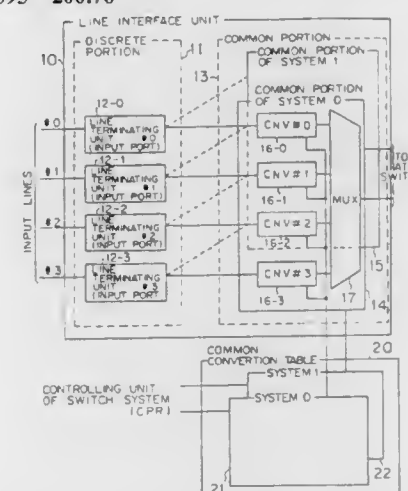 LINE INTERFACE UNIT
DISCRETE PORTION
11
COMMON PORTION
COMMON PORTION OF SYSTEM 1
COMMON PORTION OF SYSTEM 0
10
13
12-0
#0
LINE TERMINATING UNIT #0 (INPUT PORT)
CNV#0
16-0
12-1
#1
LINE TERMINATING UNIT #1 (INPUT PORT)
CNV#1
16-1
12-2
#2
LINE TERMINATING UNIT #2 (INPUT PORT
CNV#2
16-2
12-3
#3
LINE TERMINATING UNIT #3 (INPUT PORT
CNV#3
16-3
INPUT LINES
MUX
17
15
14
20
COMMON CONVERTION TABLE
SYSTEM 1
SYSTEM 0
CONTROLLING UNIT OF SWITCH SYSTEM (CPR)
21
22